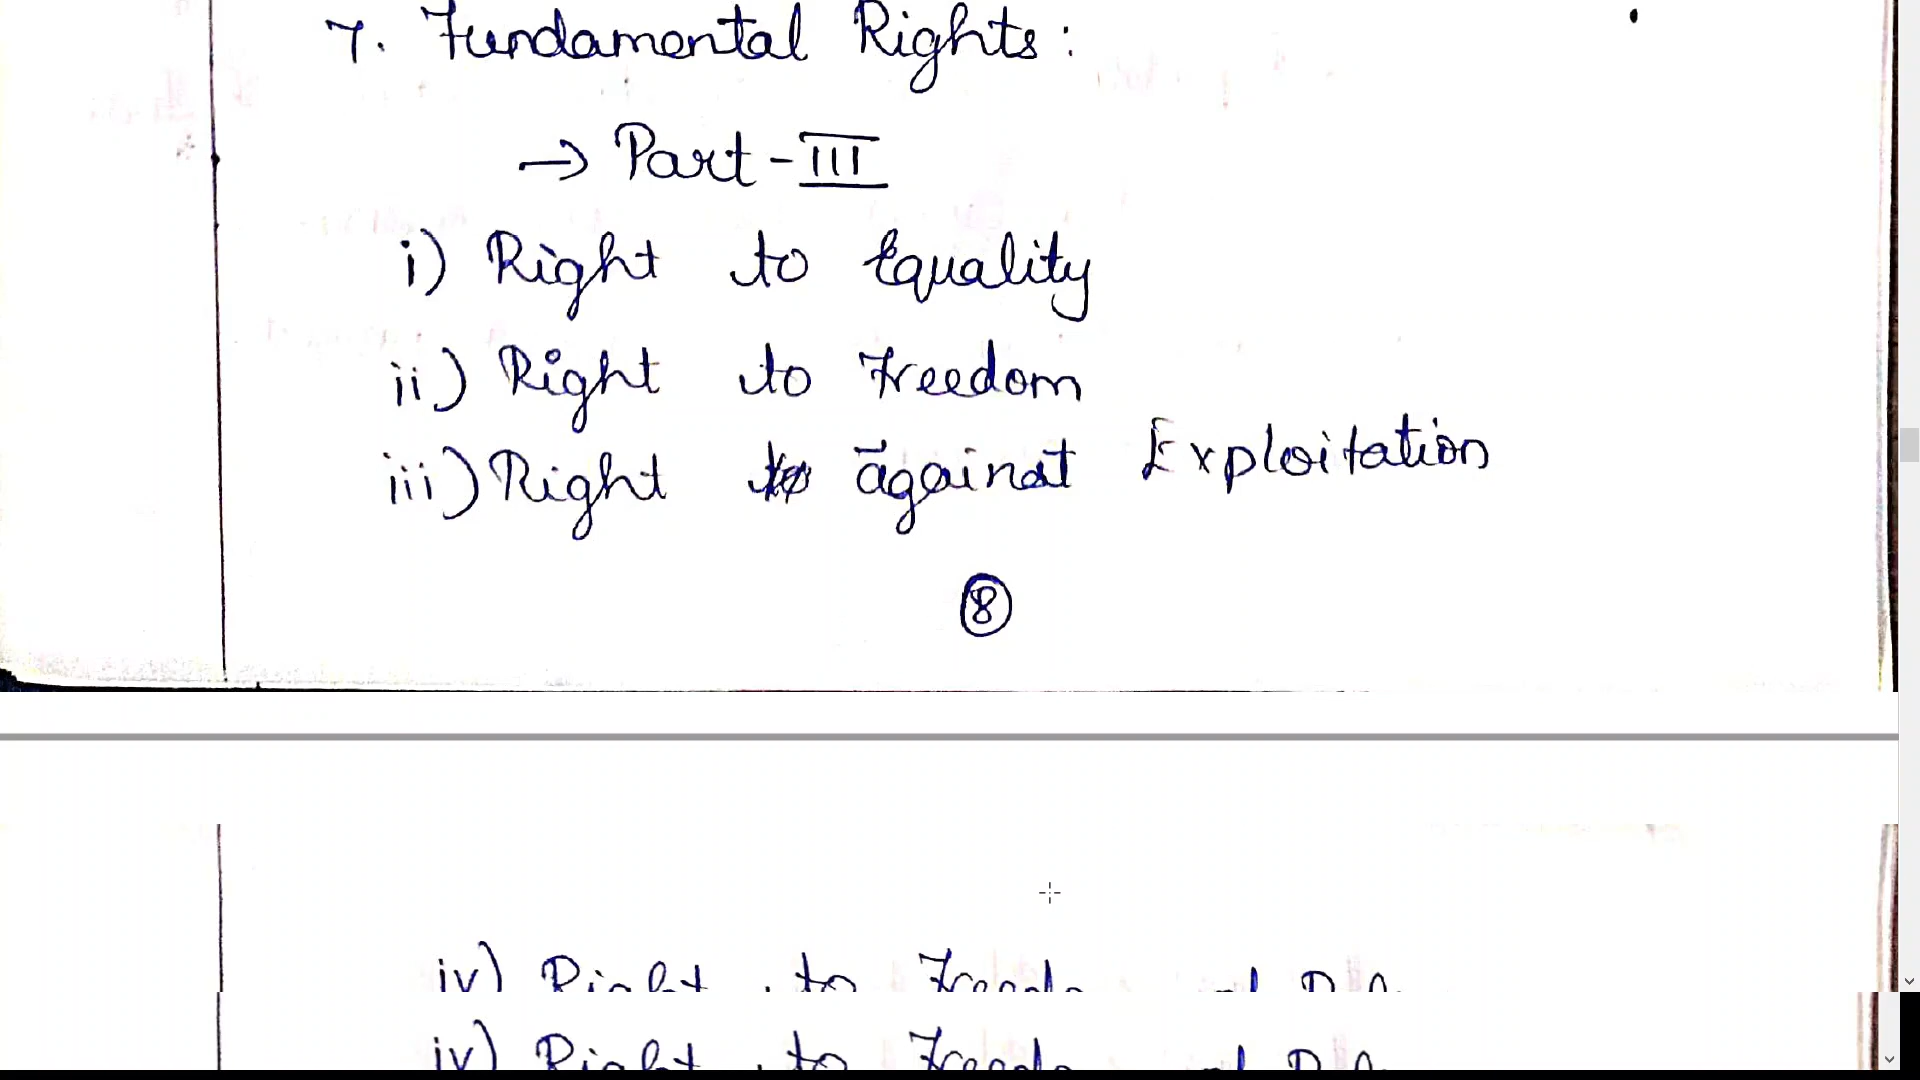 7. Fundamental Rights:
→ Part-III
i) Right to Equality
ii) Right to Freedom
iii) Right against Exploitation
8
iv) Right to
iv) Right to